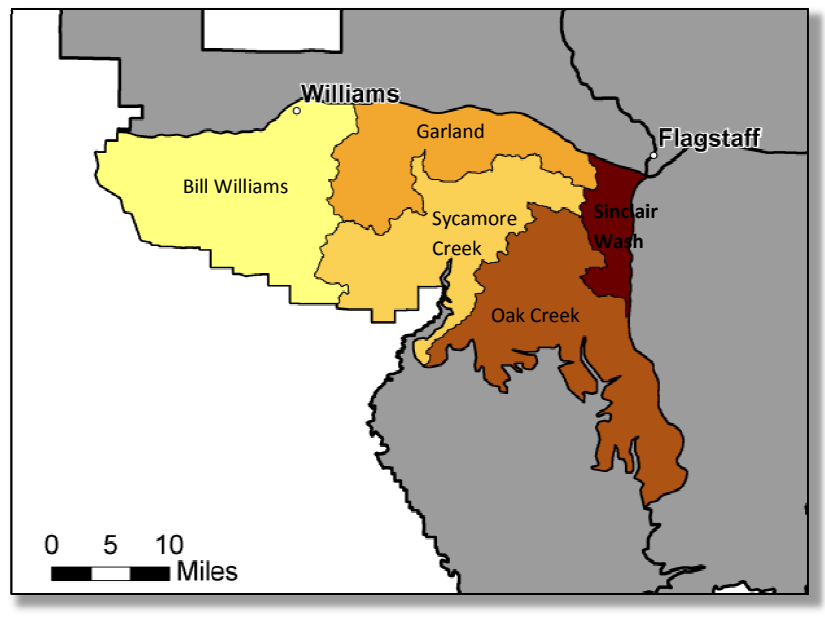 Williams
Garland
Flagstaff
Bill Williams
Sycamore
Creek
Sinclair
Wash
Oak Creek
0 5 10
Miles